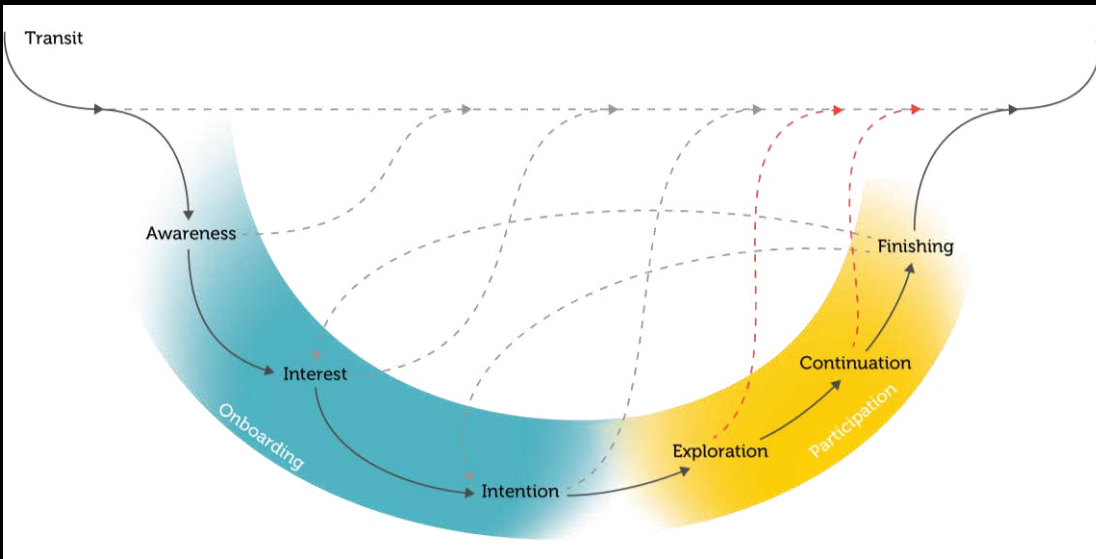 Transit
Awareness
Finishing
Interest
Continuation
Onboarding
Participation
Exploration
Intention